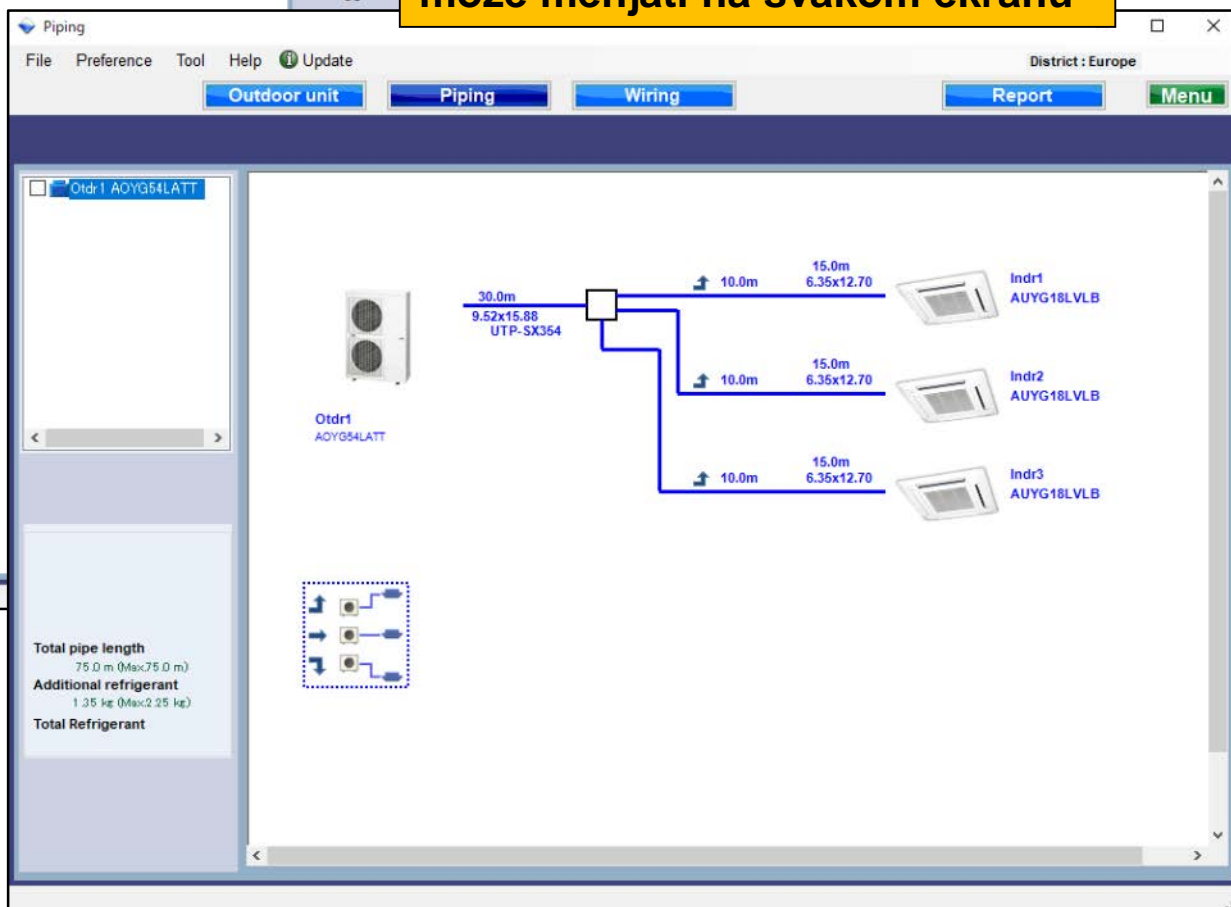 može menjati na svakom ekranu
Piping
File Preference Tool Help Update District : Europe
Outdoor unit Piping Wiring Report Menu
Otdr1 AOYG54LATT
30.0m
9.52x15.88
UTP-SX354
10.0m
15.0m
6.35x12.70
Indr1
AUYG18LVLB
10.0m
15.0m
6.35x12.70
Indr2
AUYG18LVLB
Otdr1
AOYG54LATT
10.0m
15.0m
6.35x12.70
Indr3
AUYG18LVLB
Total pipe length
75.0 m (Max.75.0 m)
Additional refrigerant
1.35 kg (Max.2.25 kg)
Total Refrigerant